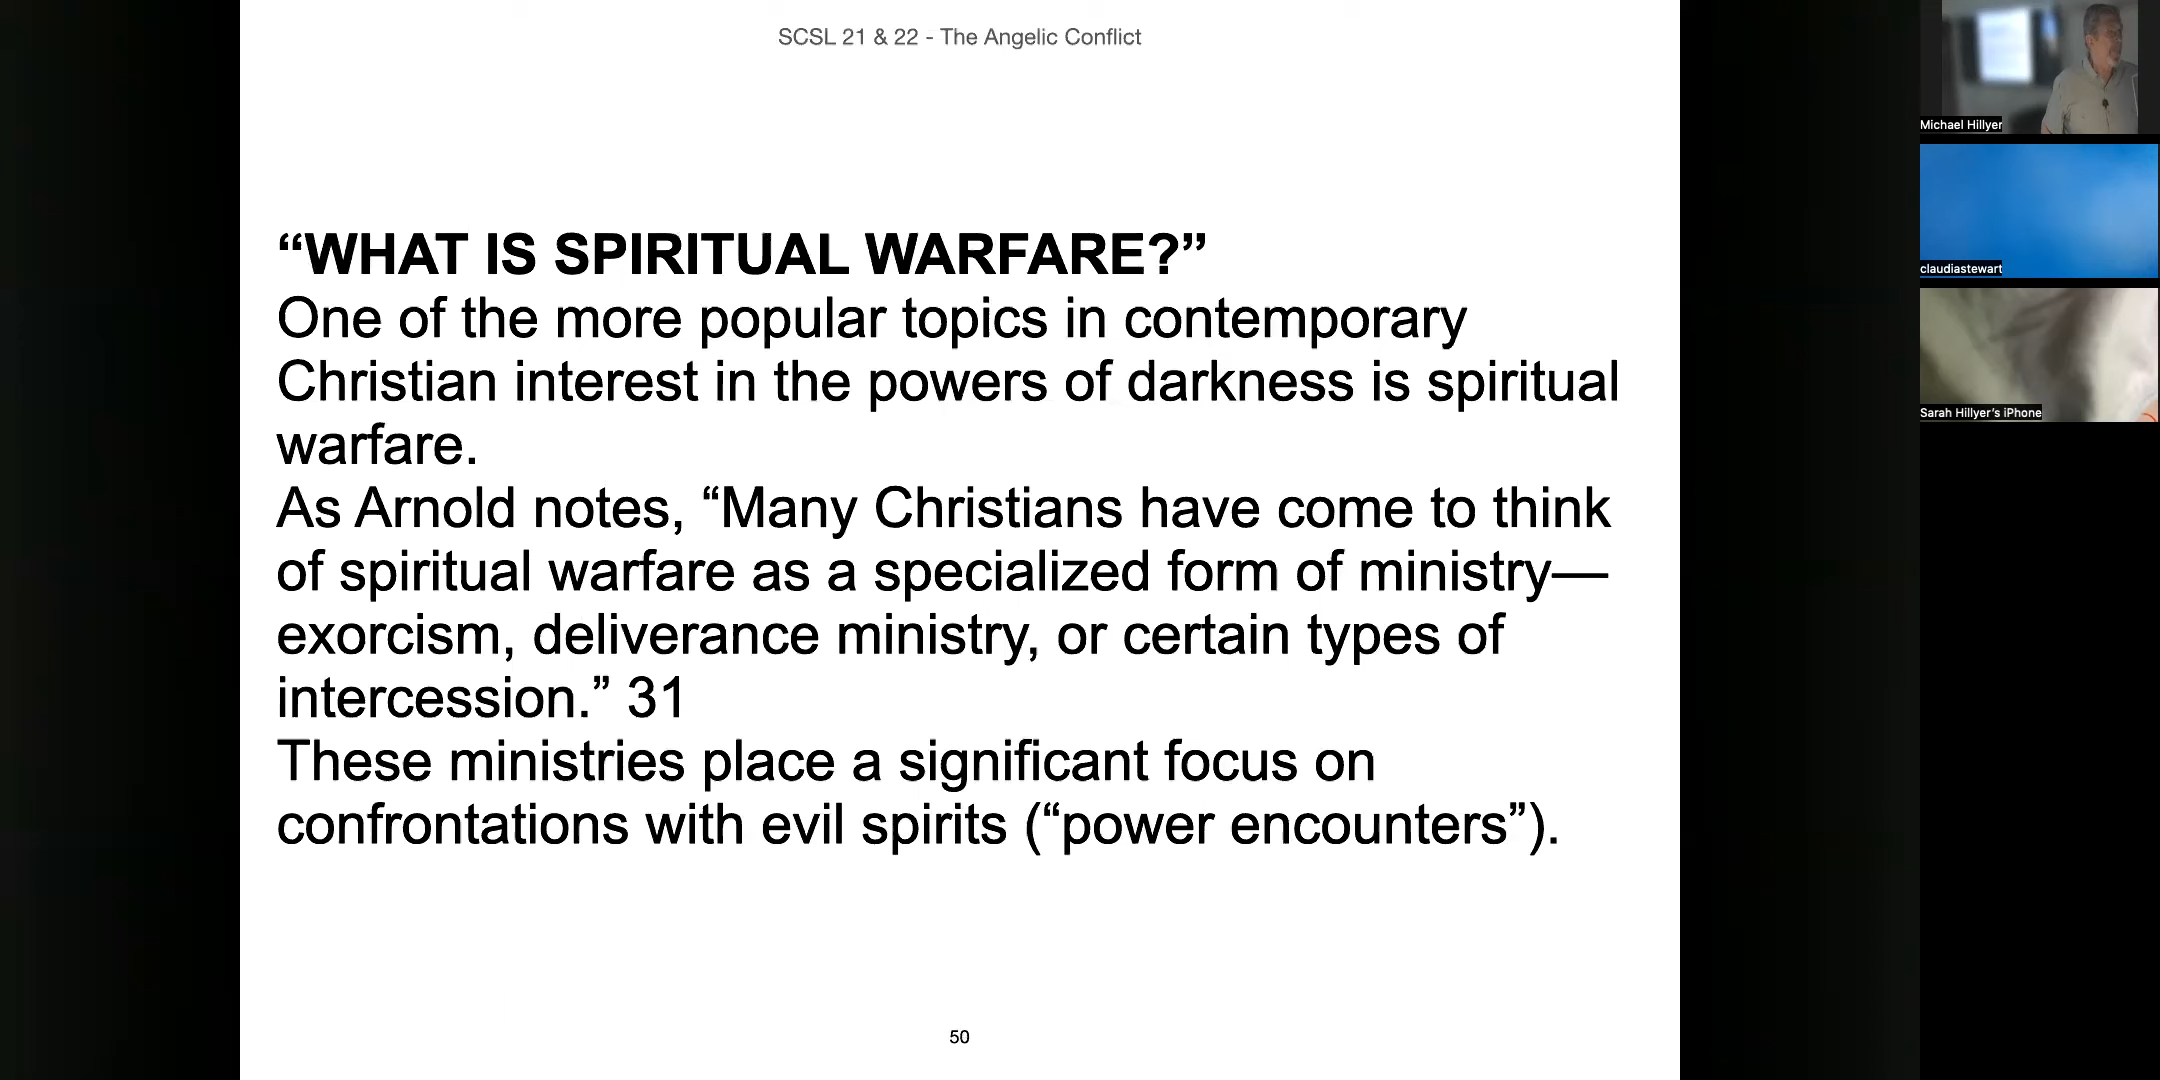 SCSL 21 & 22 - The Angelic Conflict
“WHAT IS SPIRITUAL WARFARE?”
One of the more popular topics in contemporary
Christian interest in the powers of darkness is spiritual
warfare.
As Arnold notes, “Many Christians have come to think
of spiritual warfare as a specialized form of ministry—
exorcism, deliverance ministry, or certain types of
intercession.” 31
These ministries place a significant focus on
confrontations with evil spirits (“power encounters”).
50
Michael Hillyer
claudiastewart
Sarah Hillyer's iPhone